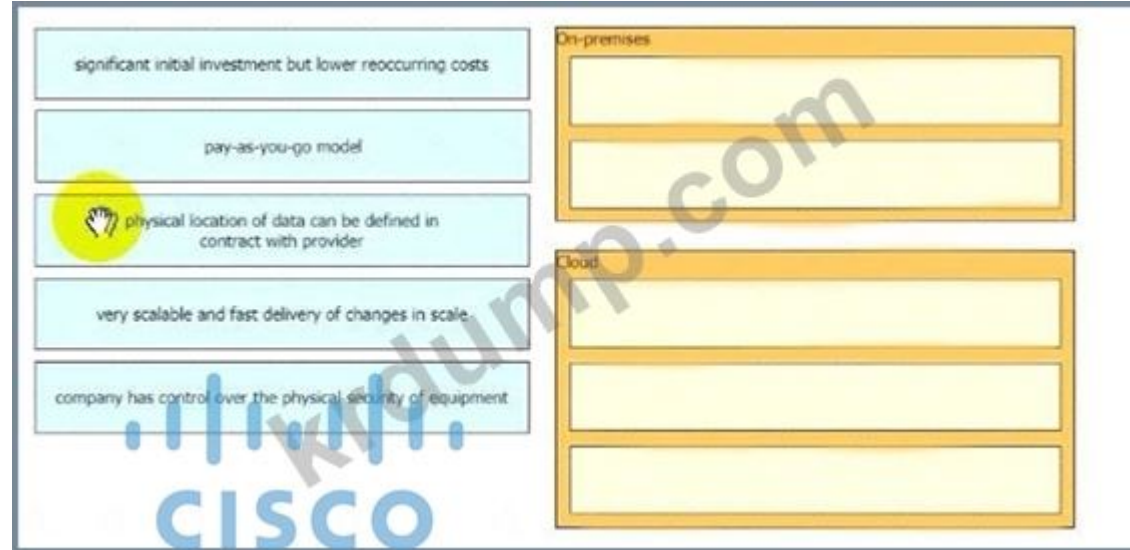 significant initial investment but lower reoccurring costs
pay-as-you-go model
physical location of data can be defined in
contract with provider
very scalable and fast delivery of changes in scale
company has control over the physical security of equipment
On-premises
Cloud
krdump.com
CISCO